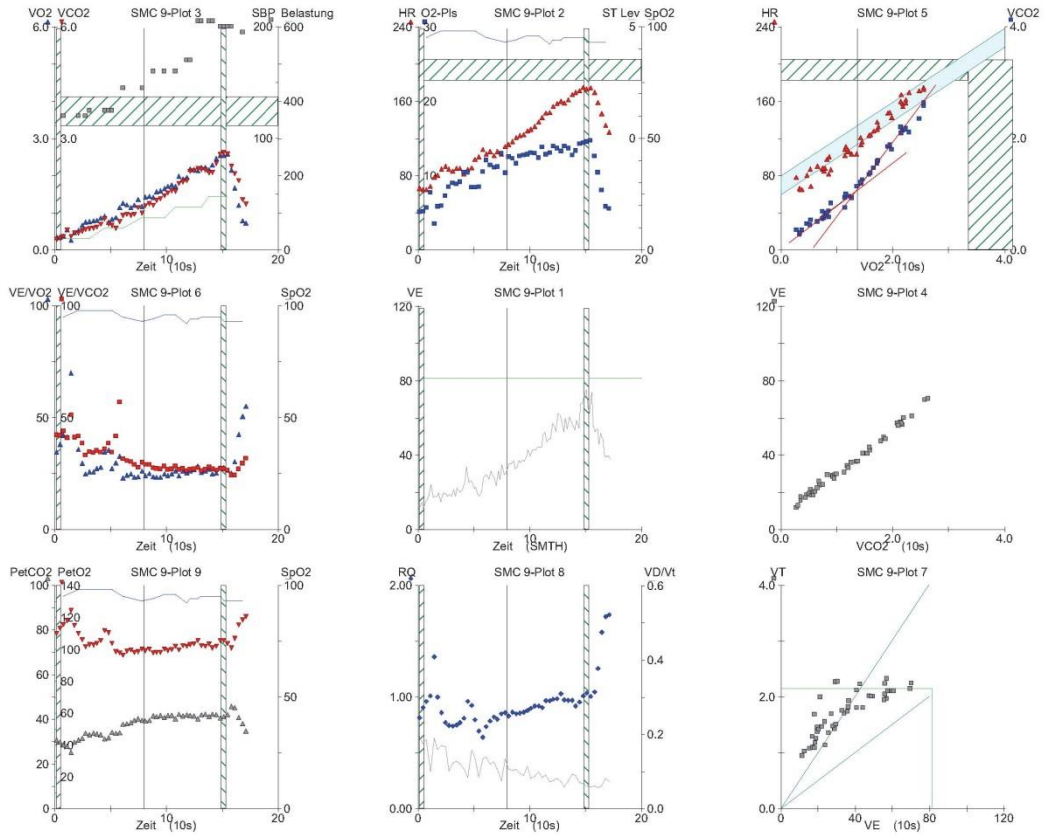 VO2 VCO2 SMC 9-Plot 3 SBP Belastung
6.0 6.0 200 600
400
3.0 3.0 100
200
0.0 0 0
0 10 20
Zeit (10s)
HR O2-Pls SMC 9-Plot 2 ST Lev SpO2
240 30 5 100
160 20
5 50
80 10
0 0 0
0 10 20
Zeit (10s)
HR SMC 9-Plot 5 VCO2
240 4.0
160
2.0
80
0 0.0
0.0 2.0 4.0
VO2 (10s)
VE/VO2 VE/VCO2 SMC 9-Plot 6 SpO2
100 100 100
50 50 50
0 0
0 10 20
Zeit (10s)
VE SMC 9-Plot 1
120
80
40
0
0 10 20
Zeit (SMTH)
VE SMC 9-Plot 4
120
80
40
0
0.0 2.0 4.0
VCO2 (10s)
PetCO2 PetO2 SMC 9-Plot 9 SpO2
100 140 100
90 120
80
70 100
60 80
50 60 50
40
30 40
20 20
10
0 0
0 10 20
Zeit (10s)
RQ SMC 9-Plot 8 VD/Vt
2.00 0.6
0.4
1.00
0.2
0.00 0.0
0 10 20
Zeit (10s)
VT SMC 9-Plot 7
4.0
2.0
0.0
0 40 80 120
VE (10s)